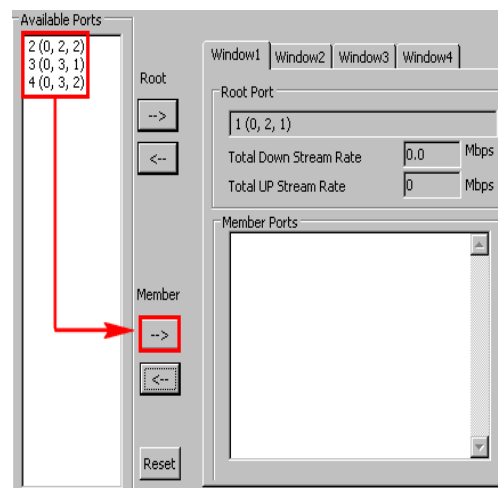 Available Ports
2 (0, 2, 2)
3 (0, 3, 1)
4 (0, 3, 2)
Root
-->
<--
Member
-->
<--
Reset
Window1 Window2 Window3 Window4
Root Port
1 (0, 2, 1)
Total Down Stream Rate 0.0 Mbps
Total UP Stream Rate 0 Mbps
Member Ports